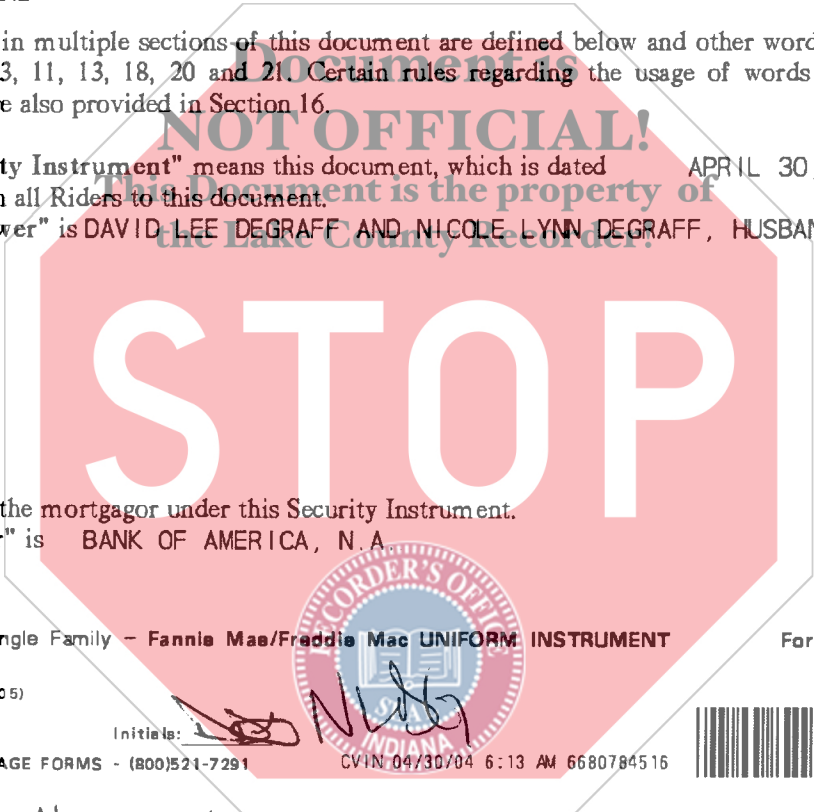 in multiple sections of this document are defined below and other word
3, 11, 13, 18, 20 and 21. Certain rules regarding the usage of words
e also provided in Section 16.
Document is
NOT OFFICIAL!
This Document is the property of
the Lake County Recorder!
ty Instrument" means this document, which is dated APRIL 30,
all Riders to this document.
wer" is DAVID LEE DEGRAFF AND NICOLE LYNN DEGRAFF, HUSBAN
STOP
the mortgagor under this Security Instrument.
" is BANK OF AMERICA, N.A.
RECORDER'S OFFICE
SEAL
INDIANA
ngle Family - Fannie Mae/Freddie Mac UNIFORM INSTRUMENT For
05)
Initials:
AGE FORMS - (800)521-7291 CVIN 04/30/04 6:13 AM 6680784516